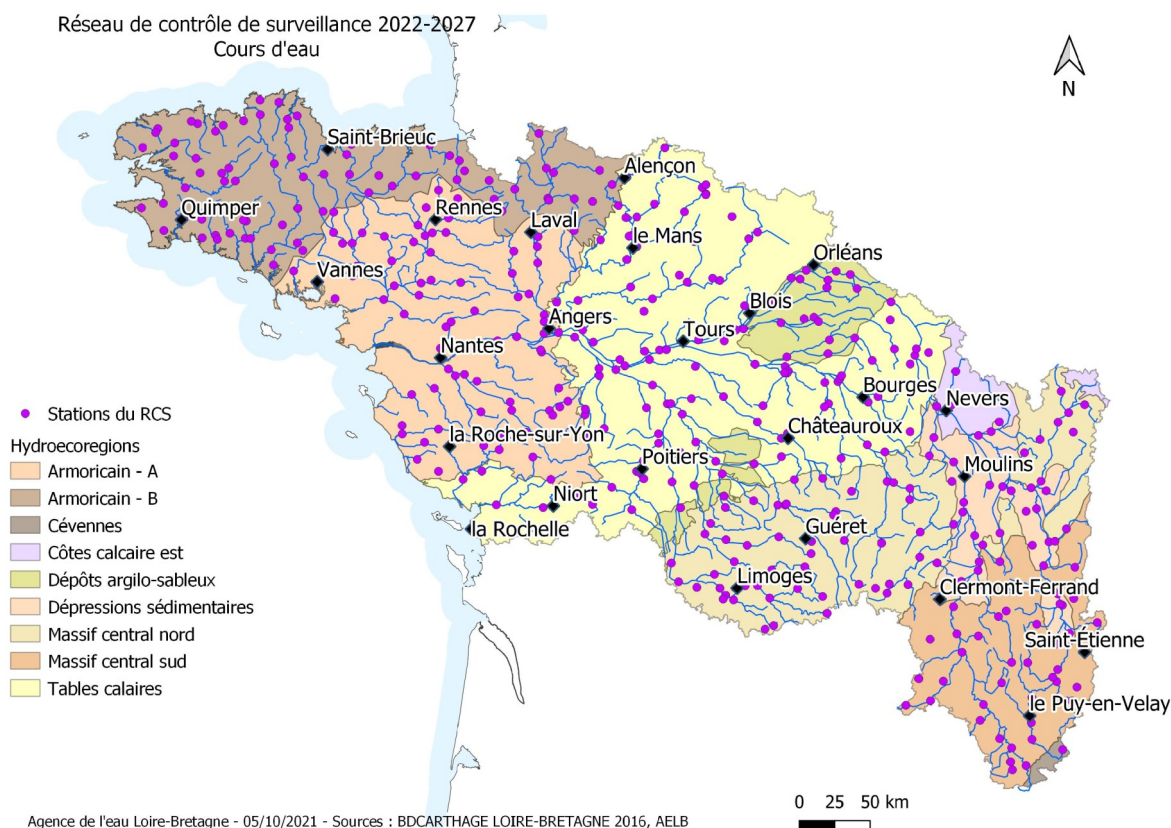 Réseau de contrôle de surveillance 2022-2027
Cours d'eau
N
Saint-Brieuc
Alençon
Quimper
Rennes
Laval
le Mans
Orléans
Vannes
Blois
Angers
Tours
Nantes
Bourges
Nevers
Stations du RCS
Châteauroux
Hydroecoregions
la Roche-sur-Yon
Poitiers
Moulins
Armoricain - A
Armoricain - B
Niort
Cévennes
la Rochelle
Guéret
Côtes calcaire est
Dépôts argilo-sableux
Limoges
Clermont-Ferrand
Dépressions sédimentaires
Massif central nord
Saint-Étienne
Massif central sud
Tables calaires
le Puy-en-Velay
0 25 50 km
Agence de l'eau Loire-Bretagne - 05/10/2021 - Sources : BDCARTHAGE LOIRE-BRETAGNE 2016, AELB